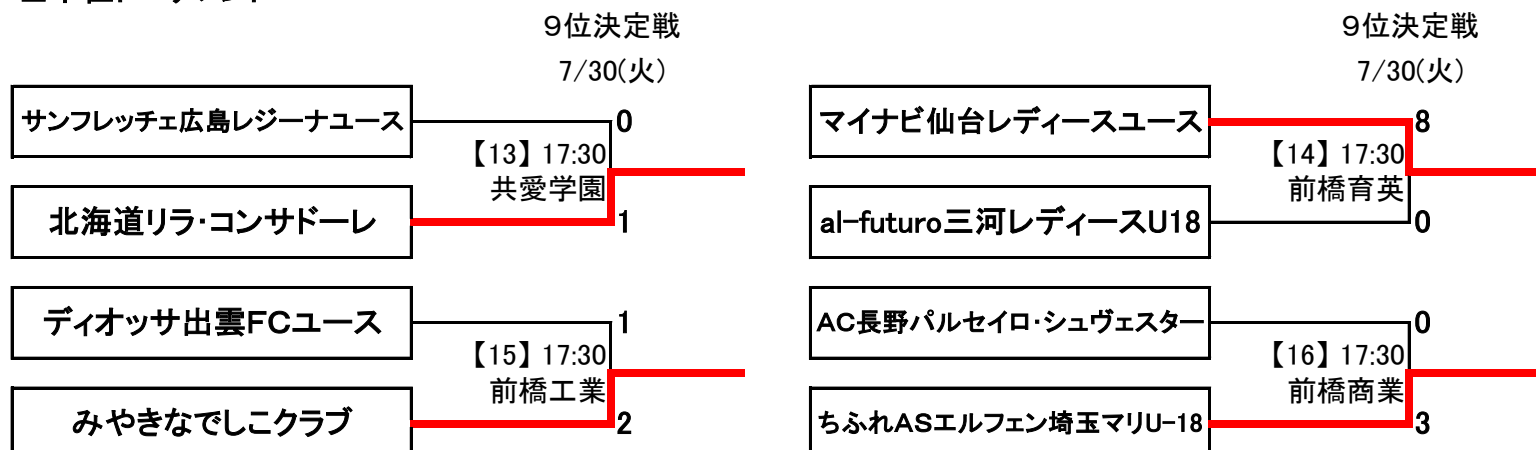 9位決定戦
7/30(火)
サンフレッチェ広島レジーナユース
0
【13】 17:30
共愛学園
北海道リラ・コンサドーレ
1
ディオッサ出雲FCユース
1
【15】 17:30
前橋工業
みやきなでしこクラブ
2
9位決定戦
7/30(火)
マイナビ仙台レディースユース
8
【14】 17:30
前橋育英
al-futuro三河レディースU18
0
AC長野パルセイロ・シュヴェスター
0
【16】 17:30
前橋商業
ちふれASエルフェン埼玉マリU-18
3